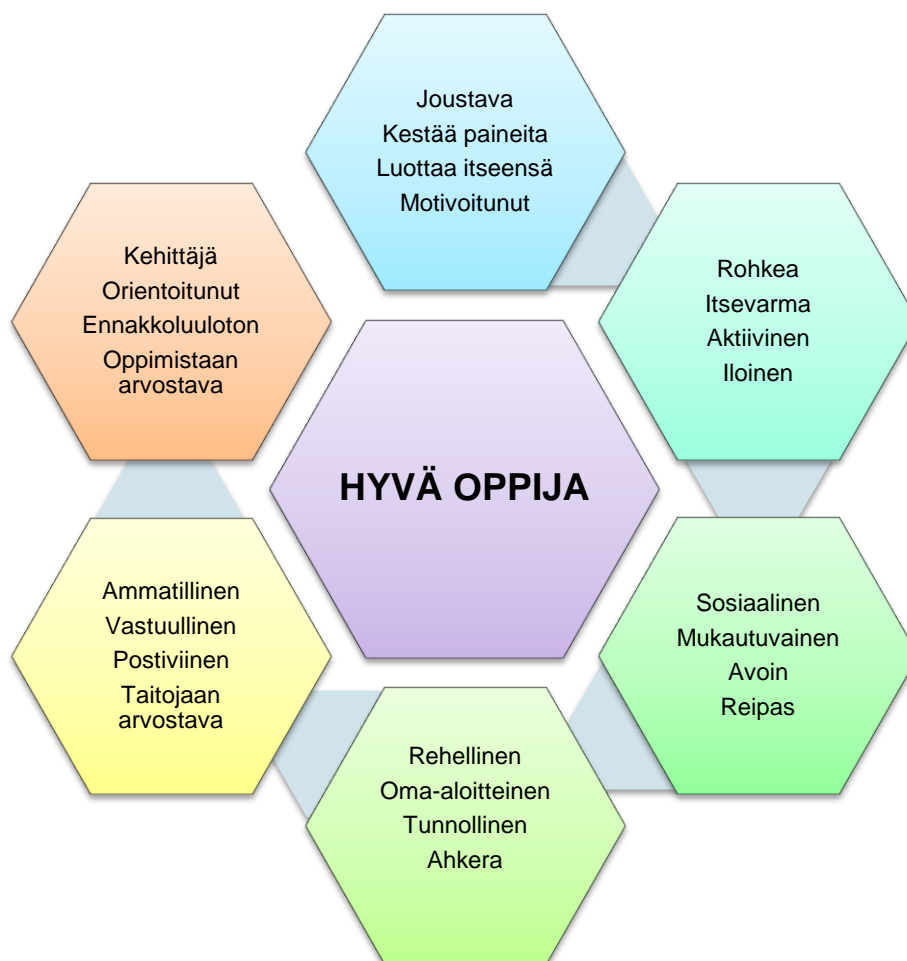 Joustava
Kestää paineita
Luottaa itseensä
Motivoitunut
Rohkea
Itsevarma
Aktiivinen
Iloinen
Sosiaalinen
Mukautuvainen
Avoin
Reipas
Rehellinen
Oma-aloitteinen
Tunnollinen
Ahkera
Ammatillinen
Vastuullinen
Postiviinen
Taitojaan
arvostava
Kehittäjä
Orientoitunut
Ennakkoluuloton
Oppimistaan
arvostava
HYVÄ OPPIJA